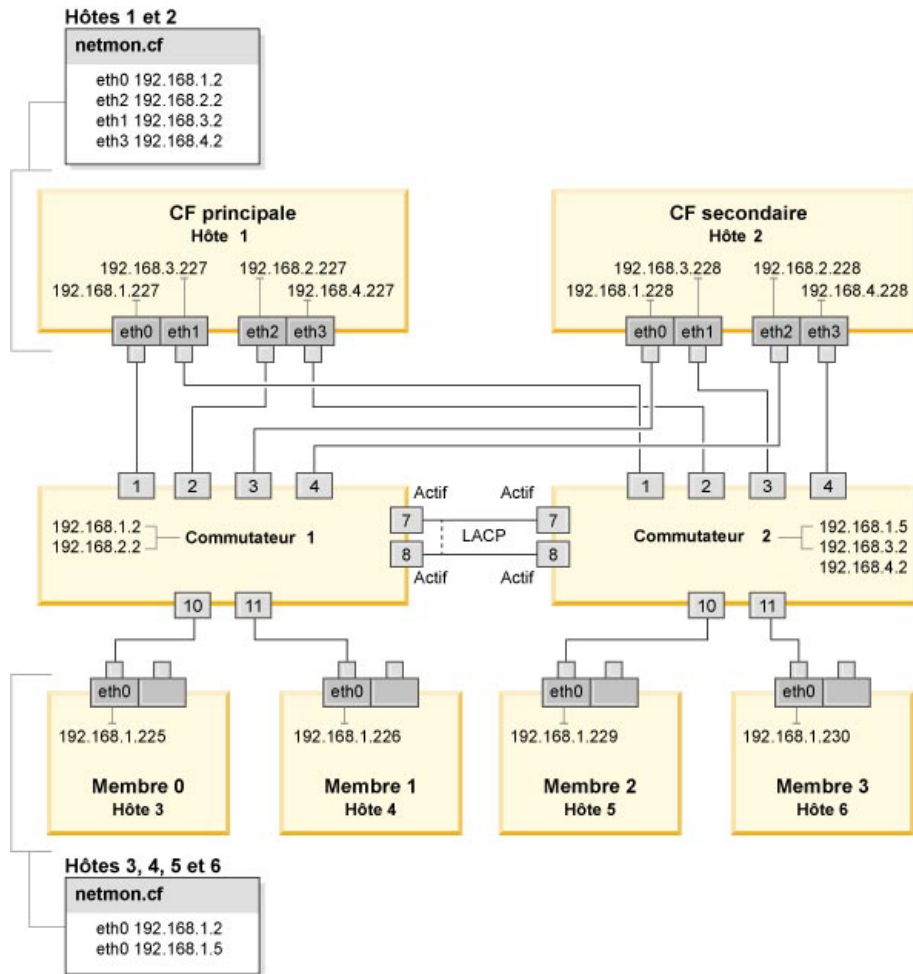 Hôtes 1 et 2
netmon.cf
eth0 192.168.1.2
eth2 192.168.2.2
eth1 192.168.3.2
eth3 192.168.4.2
CF principale
Hôte 1
192.168.3.227
192.168.2.227
192.168.1.227
192.168.4.227
eth0
eth1
eth2
eth3
CF secondaire
Hôte 2
192.168.3.228
192.168.2.228
192.168.1.228
192.168.4.228
eth0
eth1
eth2
eth3
1
2
3
4
192.168.1.2
192.168.2.2
Commutateur 1
Actif
7
8
Actif
10
11
LACP
1
2
3
4
Actif
7
8
Actif
Commutateur 2
192.168.1.5
192.168.3.2
192.168.4.2
10
11
eth0
192.168.1.225
Membre 0
Hôte 3
eth0
192.168.1.226
Membre 1
Hôte 4
eth0
192.168.1.229
Membre 2
Hôte 5
eth0
192.168.1.230
Membre 3
Hôte 6
Hôtes 3, 4, 5 et 6
netmon.cf
eth0 192.168.1.2
eth0 192.168.1.5